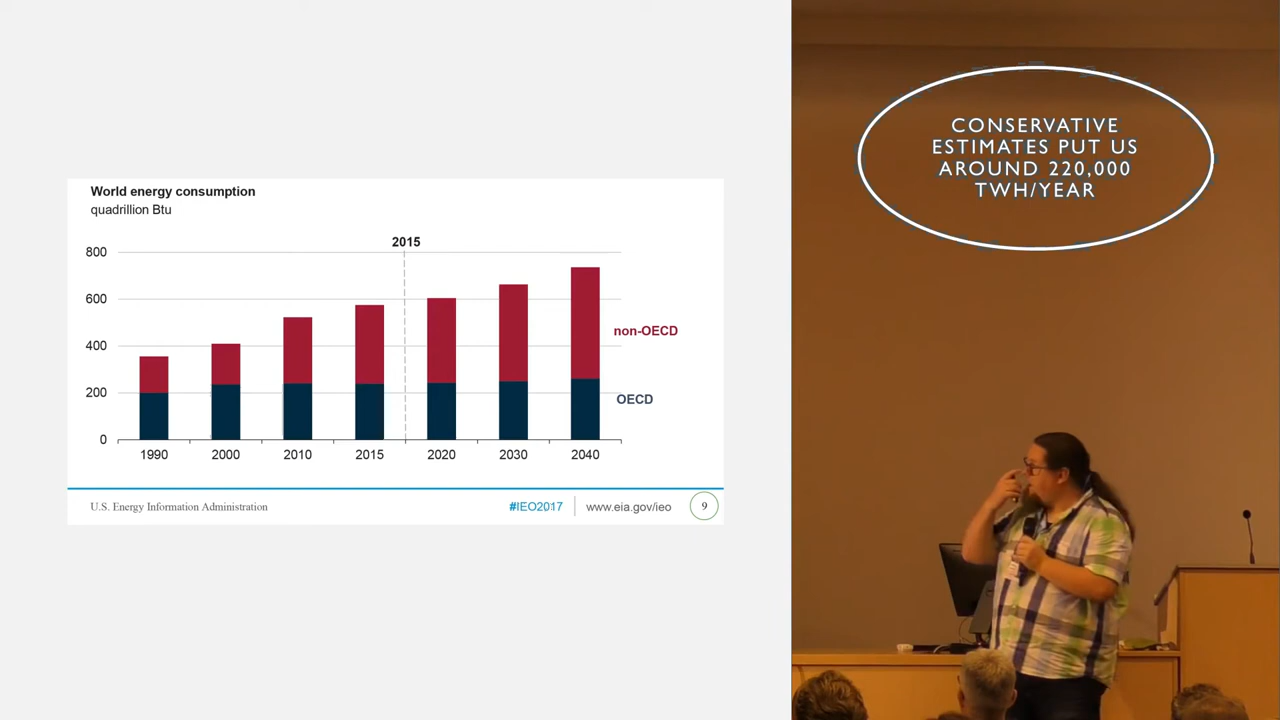 World energy consumption
quadrillion Btu
2015
800
600
400
200
0
non-OECD
OECD
1990 2000 2010 2015 2020 2030 2040
U.S. Energy Information Administration #IEO2017 www.eia.gov/ieo 9
CONSERVATIVE
ESTIMATES PUT US
AROUND 220,000
TWH/YEAR